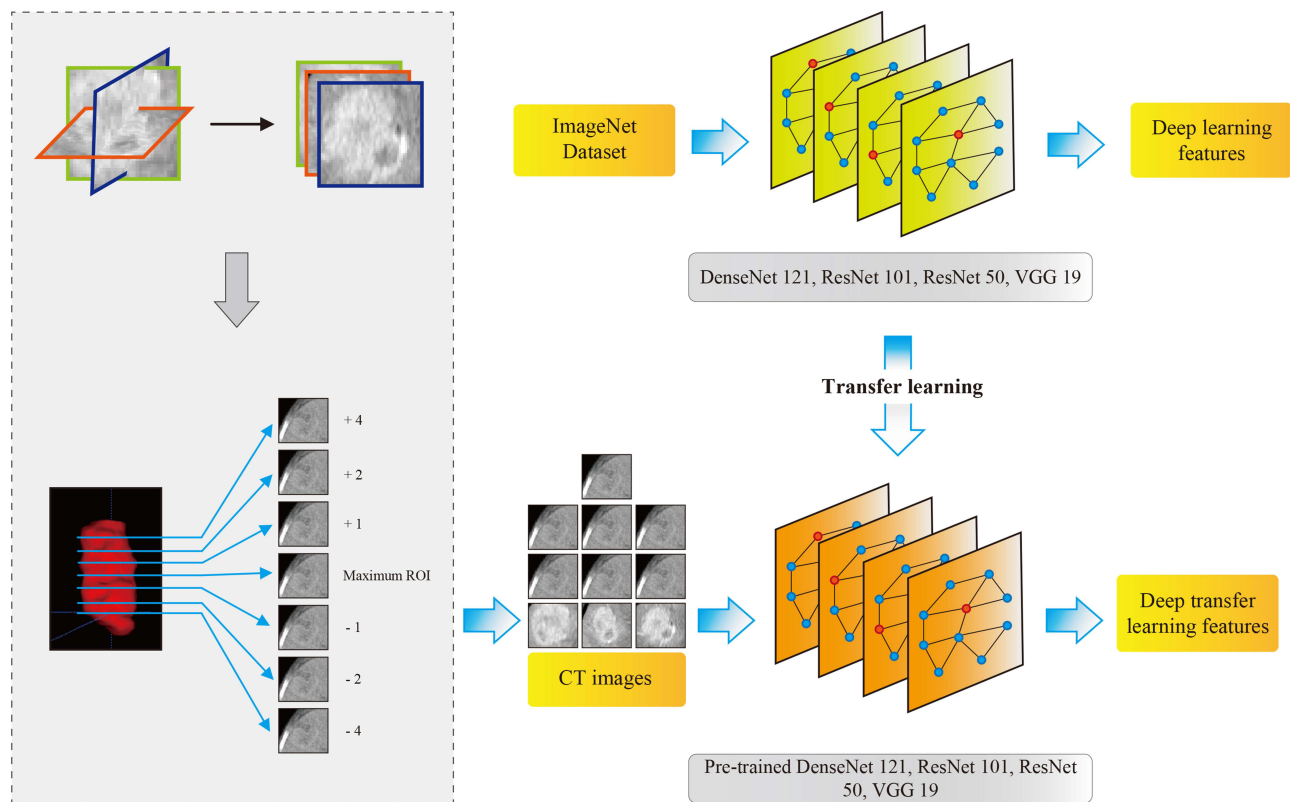 ImageNet
Dataset
Deep learning
features
DenseNet 121, ResNet 101, ResNet 50, VGG 19
Transfer learning
+ 4
+ 2
+ 1
Maximum ROI
- 1
- 2
- 4
CT images
Deep transfer
learning features
Pre-trained DenseNet 121, ResNet 101, ResNet
50, VGG 19